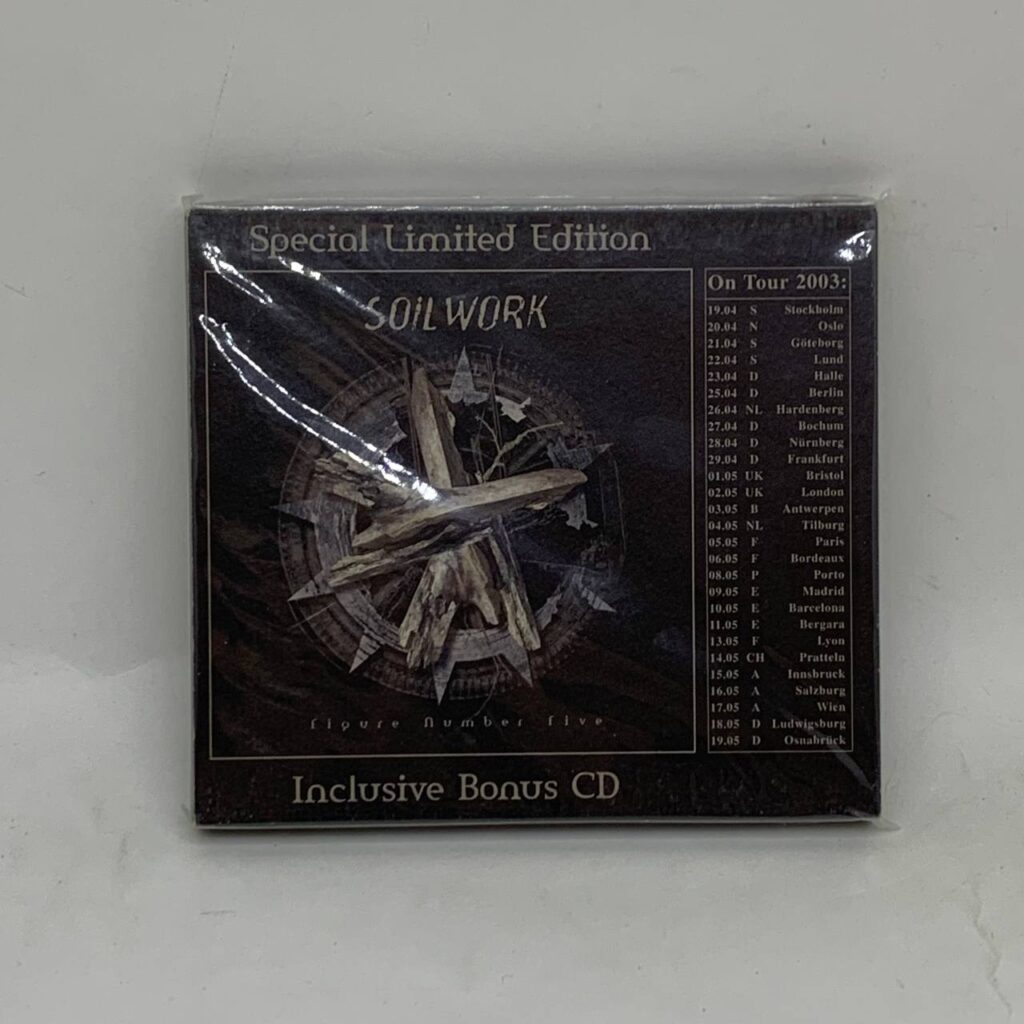 Special Limited Edition
SOILWORK
figure number five
Inclusive Bonus CD
On Tour 2003:
19.04 S Stockholm
20.04 N Oslo
21.04 S Göteborg
22.04 S Lund
23.04 D Halle
25.04 D Berlin
26.04 NL Hardenberg
27.04 D Bochum
28.04 D Nürnberg
29.04 D Frankfurt
01.05 UK Bristol
02.05 UK London
03.05 B Antwerpen
04.05 NL Tilburg
05.05 F Paris
06.05 F Bordeaux
08.05 P Porto
09.05 E Madrid
10.05 E Barcelona
11.05 E Bergara
13.05 F Lyon
14.05 CH Pratteln
15.05 A Innsbruck
16.05 A Salzburg
17.05 A Wien
18.05 D Ludwigsburg
19.05 D Osnabrück